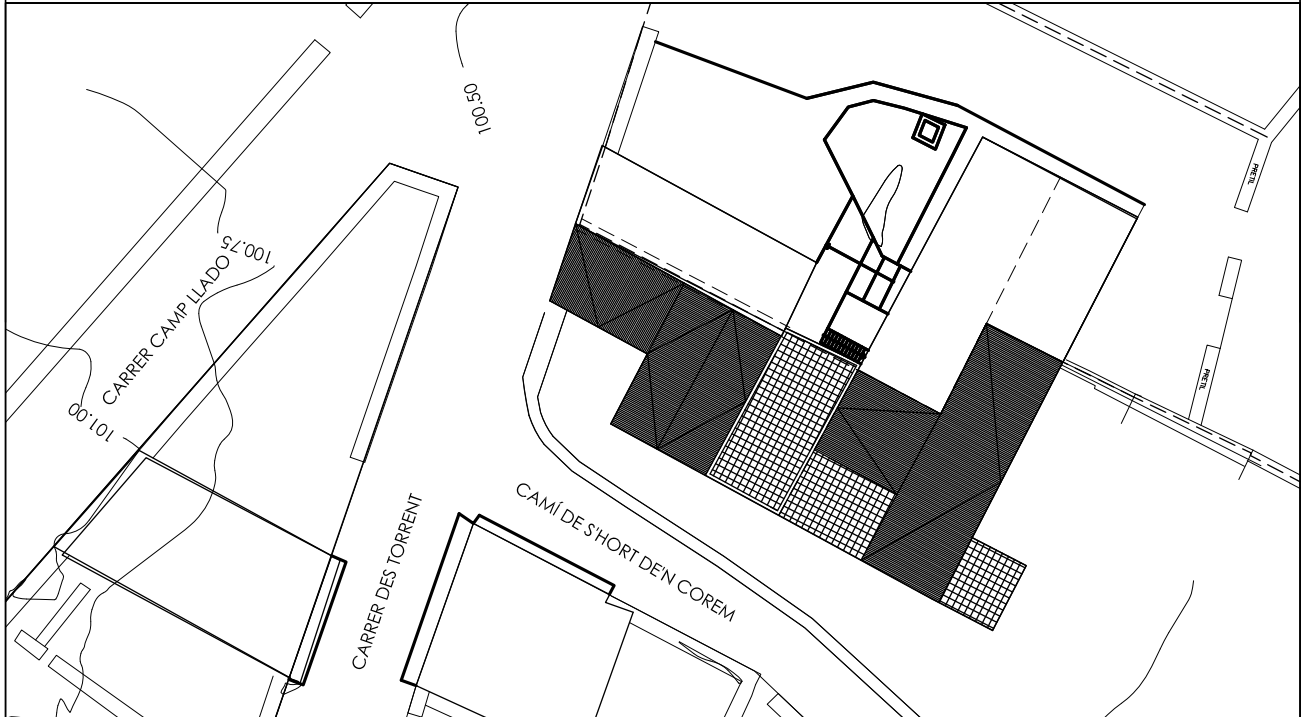 100.50
PRETIL
100.75
CARRER CAMP LLADO
PRETIL
101.00
CAMÍ DE S'HORT DE'N COREM
CARRER DES TORRENT